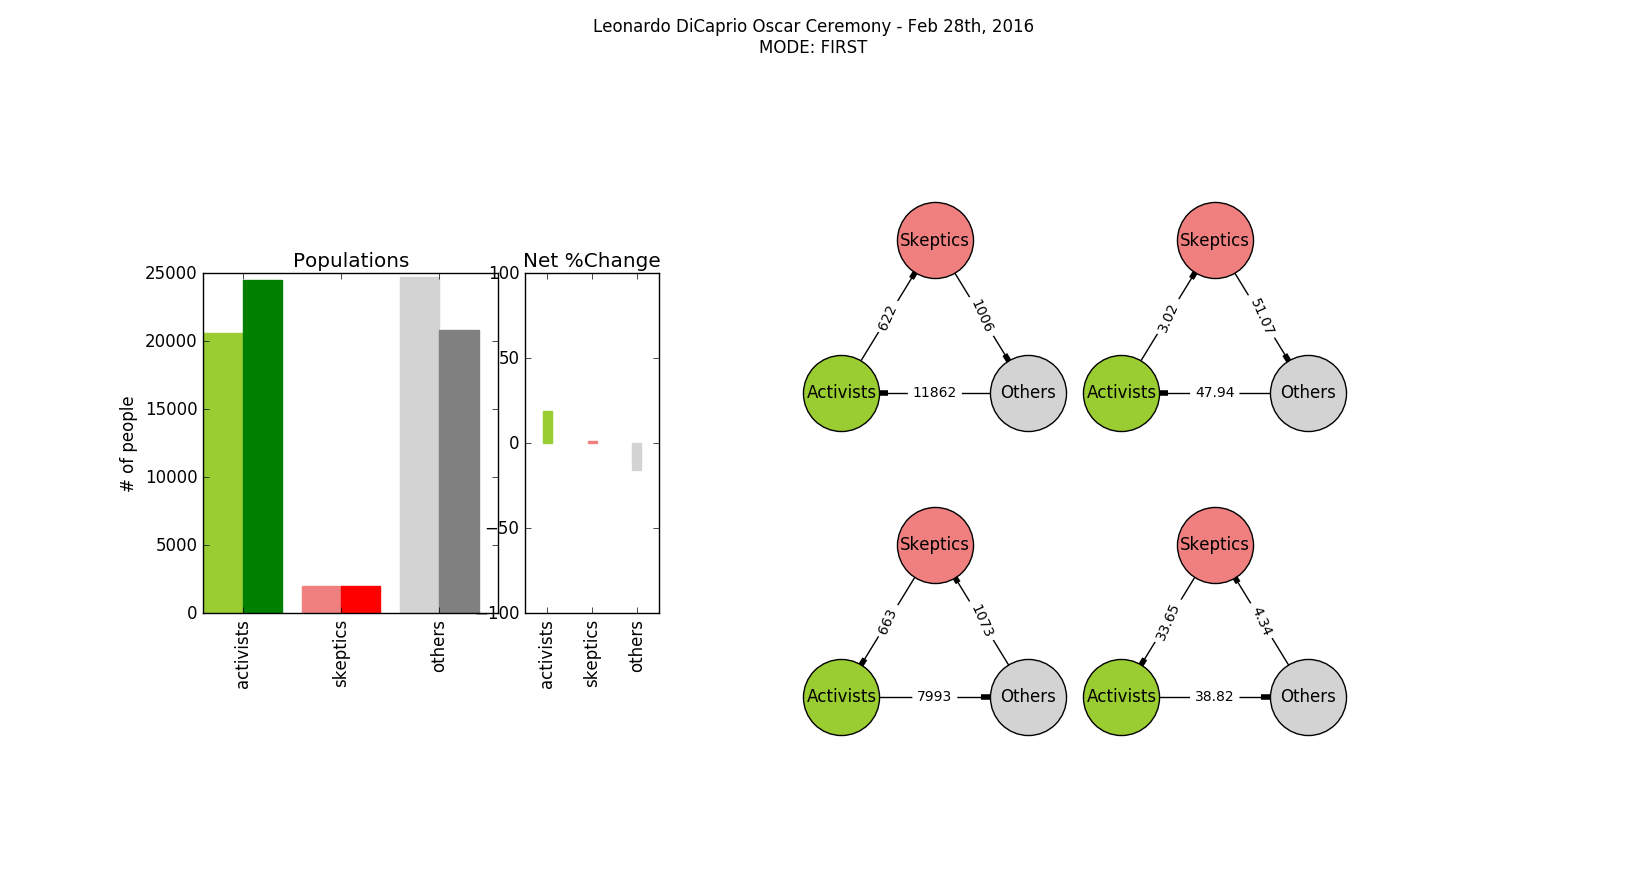 Leonardo DiCaprio Oscar Ceremony - Feb 28th, 2016
MODE: FIRST
Populations
25000
20000
15000
10000
5000
0
# of people
activists
skeptics
others
Net %Change
100
50
0
−50
−100
activists
skeptics
others
Skeptics
622
1006
Activists
11862
Others
Skeptics
3.02
51.07
Activists
47.94
Others
Skeptics
663
1073
Activists
7993
Others
Skeptics
33.65
4.34
Activists
38.82
Others